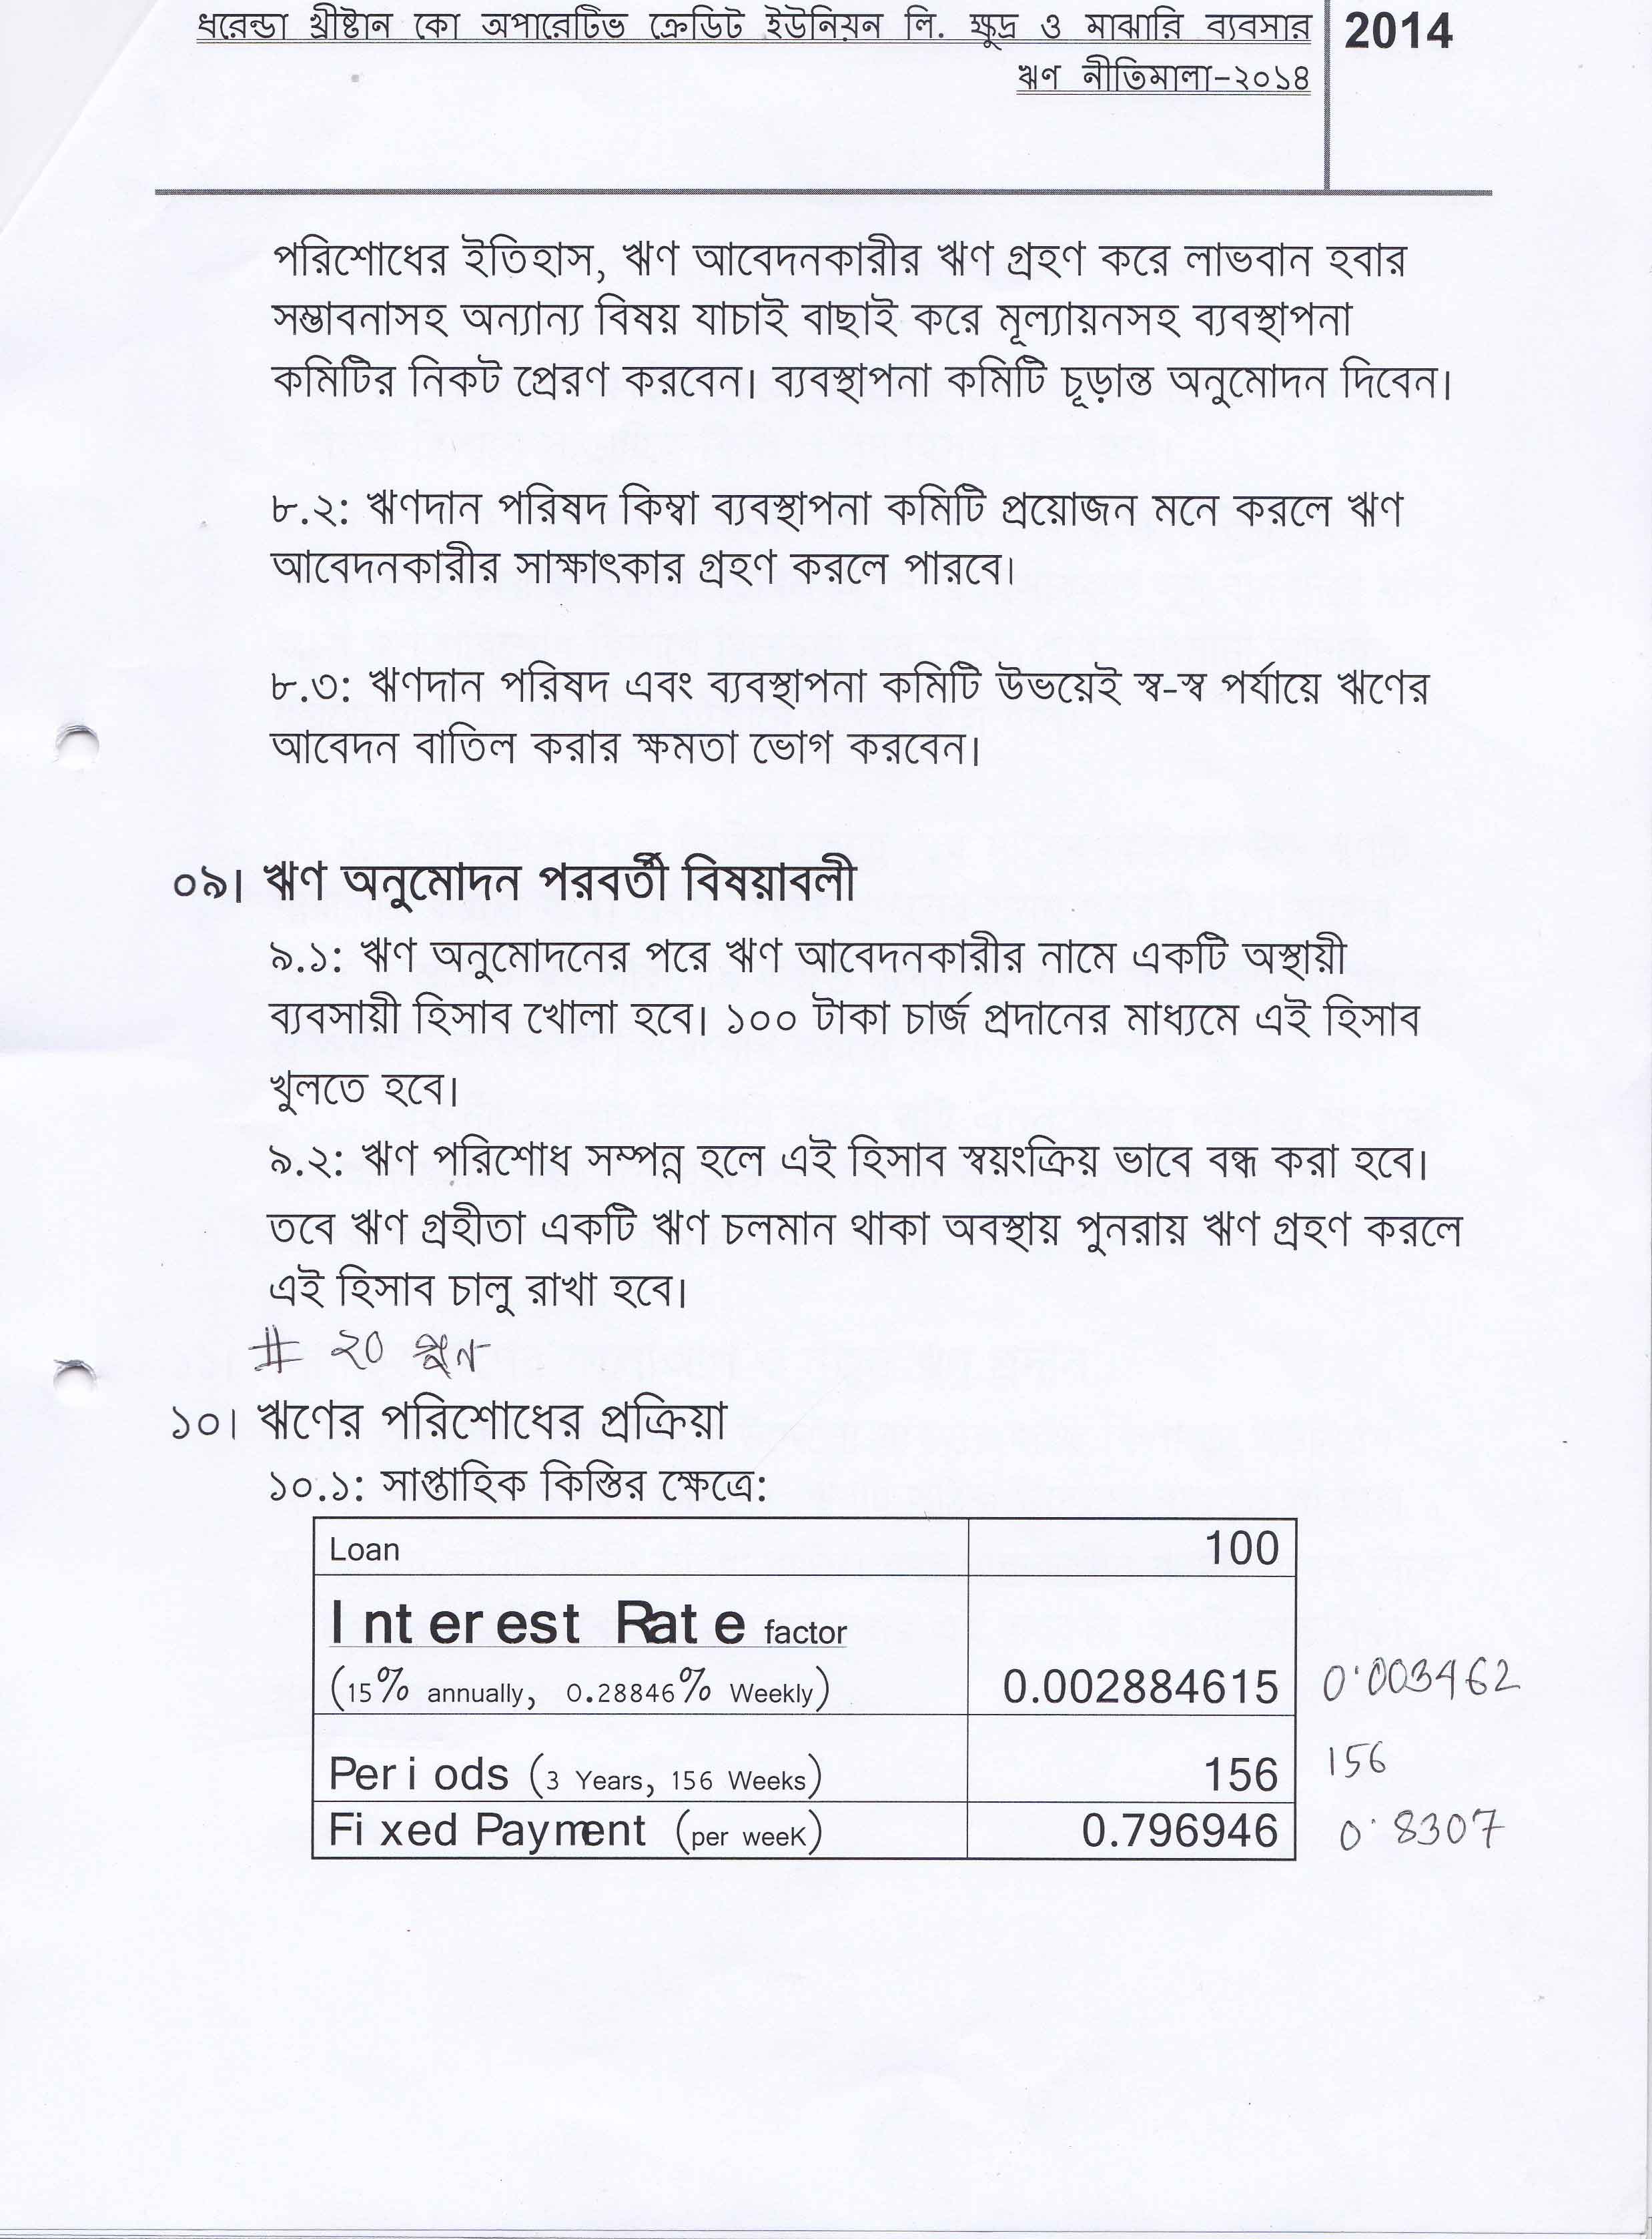 ধরেন্ডা খ্রীষ্টান কো অপারেটিভ ক্রেডিট ইউনিয়ন লি. ক্ষুদ্র ও মাঝারি ব্যবসার
ঋণ নীতিমালা-২০১৪
2014
পরিশোধের ইতিহাস, ঋণ আবেদনকারীর ঋণ গ্রহণ করে লাভবান হবার
সম্ভাবনাসহ অন্যান্য বিষয় যাচাই বাছাই করে মূল্যায়নসহ ব্যবস্থাপনা
কমিটির নিকট প্রেরণ করবেন। ব্যবস্থাপনা কমিটি চূড়ান্ত অনুমোদন দিবেন।
৮.২: ঋণদান পরিষদ কিম্বা ব্যবস্থাপনা কমিটি প্রয়োজন মনে করলে ঋণ
আবেদনকারীর সাক্ষাৎকার গ্রহণ করলে পারবে।
৮.৩: ঋণদান পরিষদ এবং ব্যবস্থাপনা কমিটি উভয়েই স্ব-স্ব পর্যায়ে ঋণের
আবেদন বাতিল করার ক্ষমতা ভোগ করবেন।
০৯। ঋণ অনুমোদন পরবর্তী বিষয়াবলী
৯.১: ঋণ অনুমোদনের পরে ঋণ আবেদনকারীর নামে একটি অস্থায়ী
ব্যবসায়ী হিসাব খোলা হবে। ১০০ টাকা চার্জ প্রদানের মাধ্যমে এই হিসাব
খুলতে হবে।
৯.২: ঋণ পরিশোধ সম্পন্ন হলে এই হিসাব স্বয়ংক্রিয় ভাবে বন্ধ করা হবে।
তবে ঋণ গ্রহীতা একটি ঋণ চলমান থাকা অবস্থায় পুনরায় ঋণ গ্রহণ করলে
এই হিসাব চালু রাখা হবে।
# ২০
১০। ঋণের পরিশোধের প্রক্রিয়া
১০.১: সাপ্তাহিক কিস্তির ক্ষেত্রে:
Loan 100
Interest Rate factor
(15% annually, 0.28846% Weekly) 0.002884615 0.003462
Periods (3 Years, 156 Weeks) 156 156
Fixed Payment (per weeK) 0.796946 0.8307